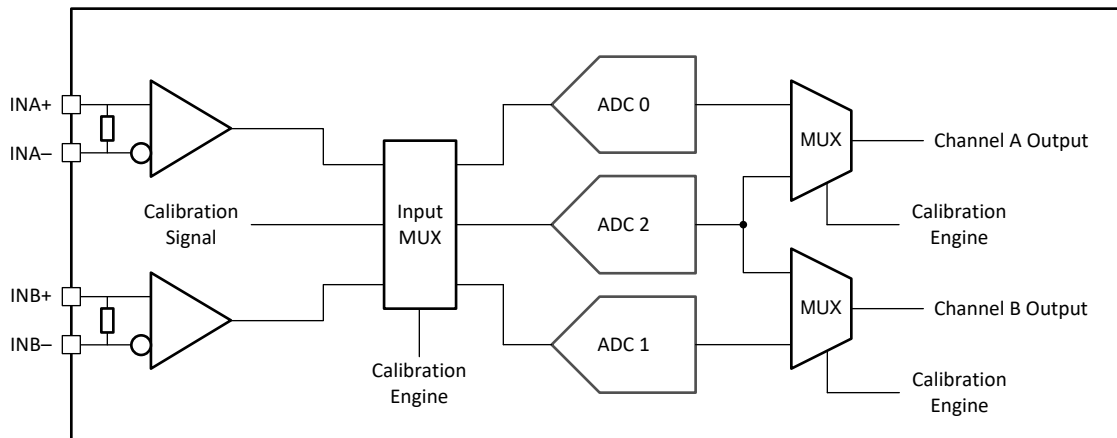 INA+
INA–
ADC 0
MUX
Channel A Output
Calibration
Signal
Input
MUX
ADC 2
Calibration
Engine
INB+
INB–
ADC 1
MUX
Channel B Output
Calibration
Engine
Calibration
Engine